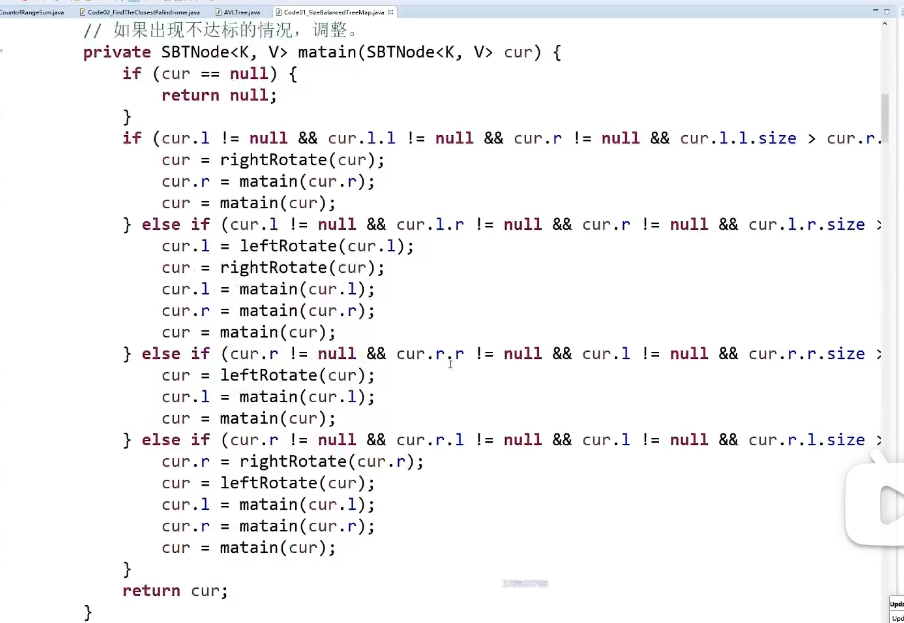 CountofRangeSum.java Code02_FindTheClosestPalindrome.java AVLTree.java Code01_SizeBalancedTreeMap.java
// 如果出现不达标的情况，调整。
private SBTNode<K, V> matain(SBTNode<K, V> cur) {
if (cur == null) {
return null;
}
if (cur.l != null && cur.l.l != null && cur.r != null && cur.l.l.size > cur.r.
cur = rightRotate(cur);
cur.r = matain(cur.r);
cur = matain(cur);
} else if (cur.l != null && cur.l.r != null && cur.r != null && cur.l.r.size >
cur.l = leftRotate(cur.l);
cur = rightRotate(cur);
cur.l = matain(cur.l);
cur.r = matain(cur.r);
cur = matain(cur);
} else if (cur.r != null && cur.r.r != null && cur.l != null && cur.r.r.size >
cur = leftRotate(cur);
cur.l = matain(cur.l);
cur = matain(cur);
} else if (cur.r != null && cur.r.l != null && cur.l != null && cur.r.l.size >
cur.r = rightRotate(cur.r);
cur = leftRotate(cur);
cur.l = matain(cur.l);
cur.r = matain(cur.r);
cur = matain(cur);
}
return cur;
}
Upda
Upd